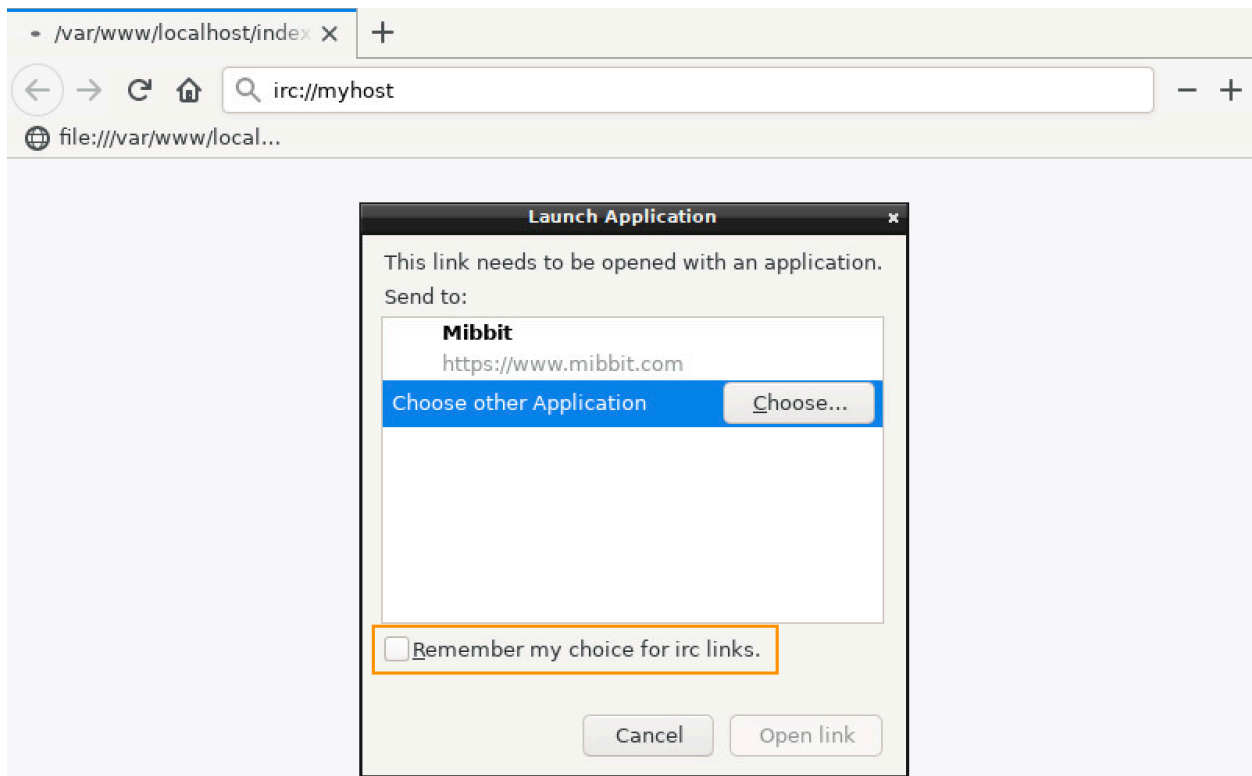 /var/www/localhost/index
irc://myhost
file:///var/www/local...
Launch Application
This link needs to be opened with an application.
Send to:
Mibbit
https://www.mibbit.com
Choose other Application Choose...
Remember my choice for irc links.
Cancel Open link